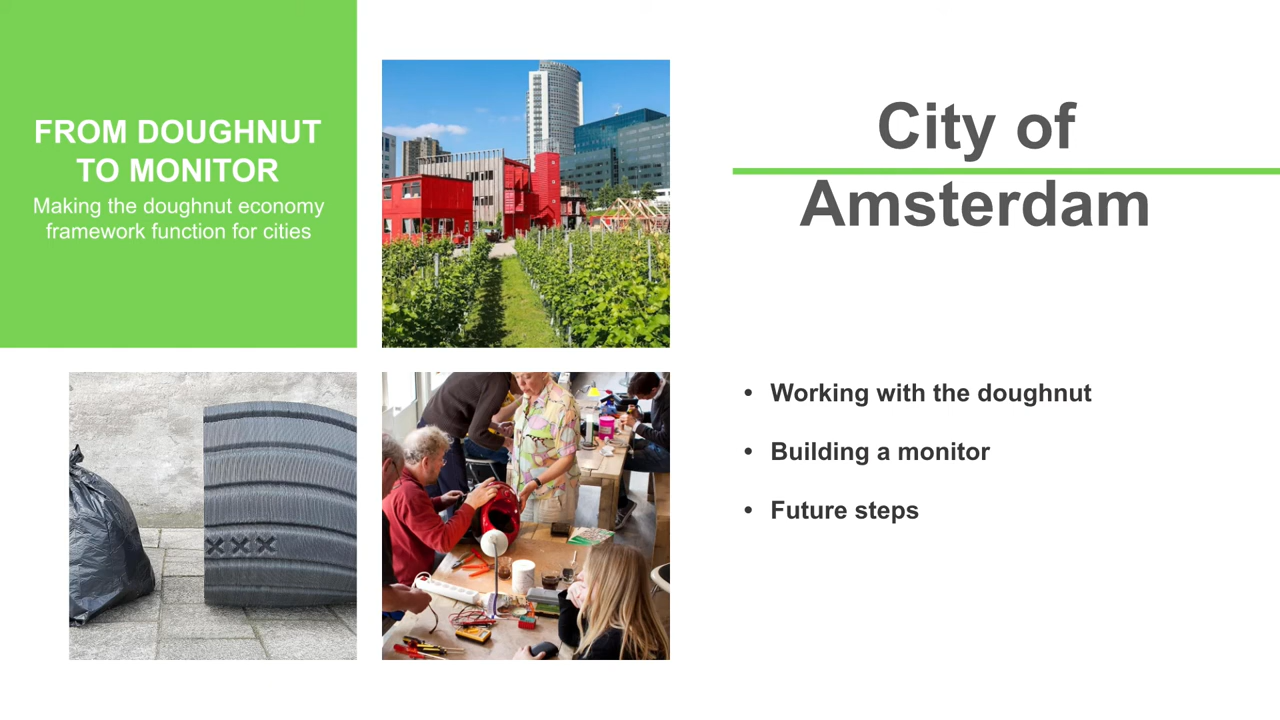 FROM DOUGHNUT
TO MONITOR
Making the doughnut economy
framework function for cities
City of
Amsterdam
• Working with the doughnut
• Building a monitor
• Future steps